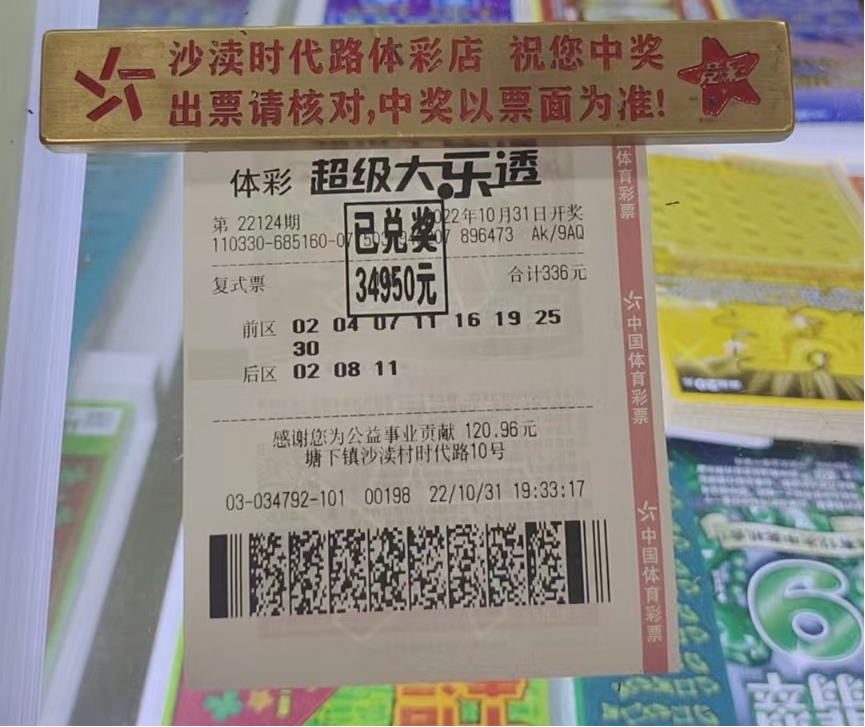 沙渎时代路体彩店 祝您中奖
出票请核对,中奖以票面为准!
体彩 超级大乐透
第 22124期 022年10月31日开奖
110330-685160-07 896473 Ak/9AQ
已兑奖
34950元
复式票 合计336元
前区 02 04 07 11 16 19 25
30
后区 02 08 11
感谢您为公益事业贡献 120.96元
塘下镇沙渎村时代路10号
03-034792-101 00198 22/10/31 19:33:17
体育彩票
中国体育彩票
中国体育彩票
6